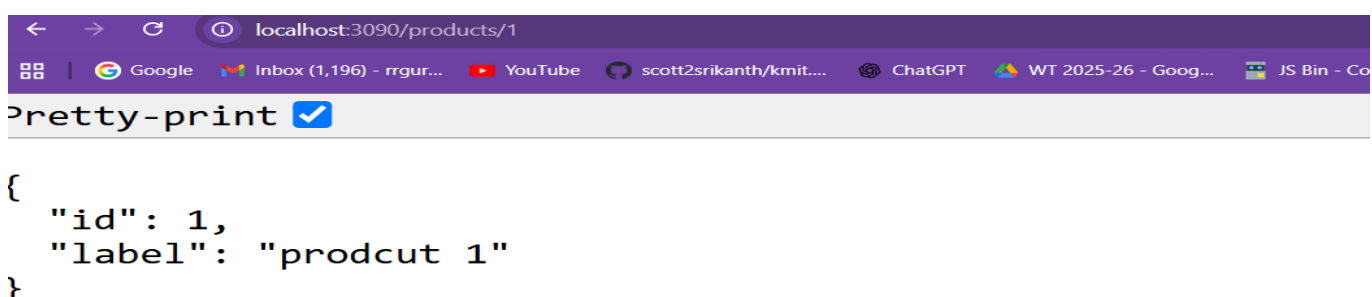 localhost:3090/products/1
Google Inbox (1,196) - rrgur... YouTube scott2srikanth/kmit.... ChatGPT WT 2025-26 - Goog... JS Bin - Co
Pretty-print
{
"id": 1,
"label": "prodcut 1"
}